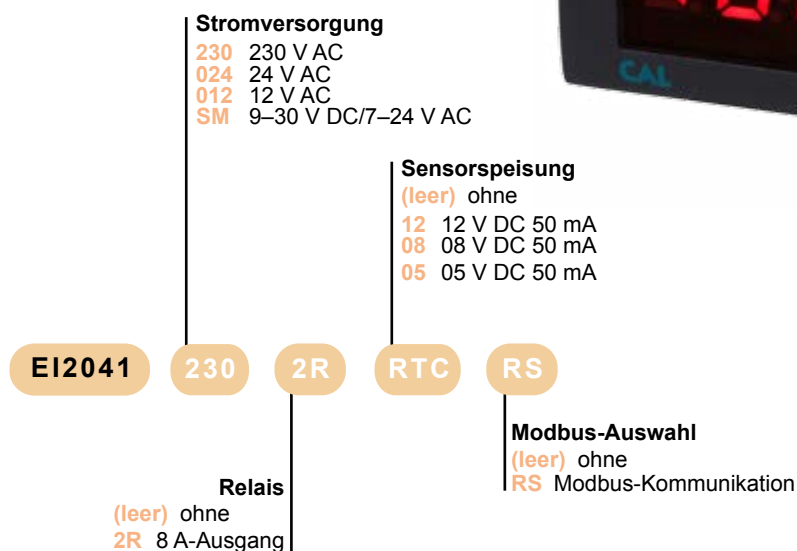 Stromversorgung
230 230 V AC
024 24 V AC
012 12 V AC
SM 9–30 V DC/7–24 V AC
CAL
Sensorspeisung
(leer) ohne
12 12 V DC 50 mA
08 08 V DC 50 mA
05 05 V DC 50 mA
EI2041 230 2R RTC RS
Modbus-Auswahl
(leer) ohne
RS Modbus-Kommunikation
Relais
(leer) ohne
2R 8 A-Ausgang